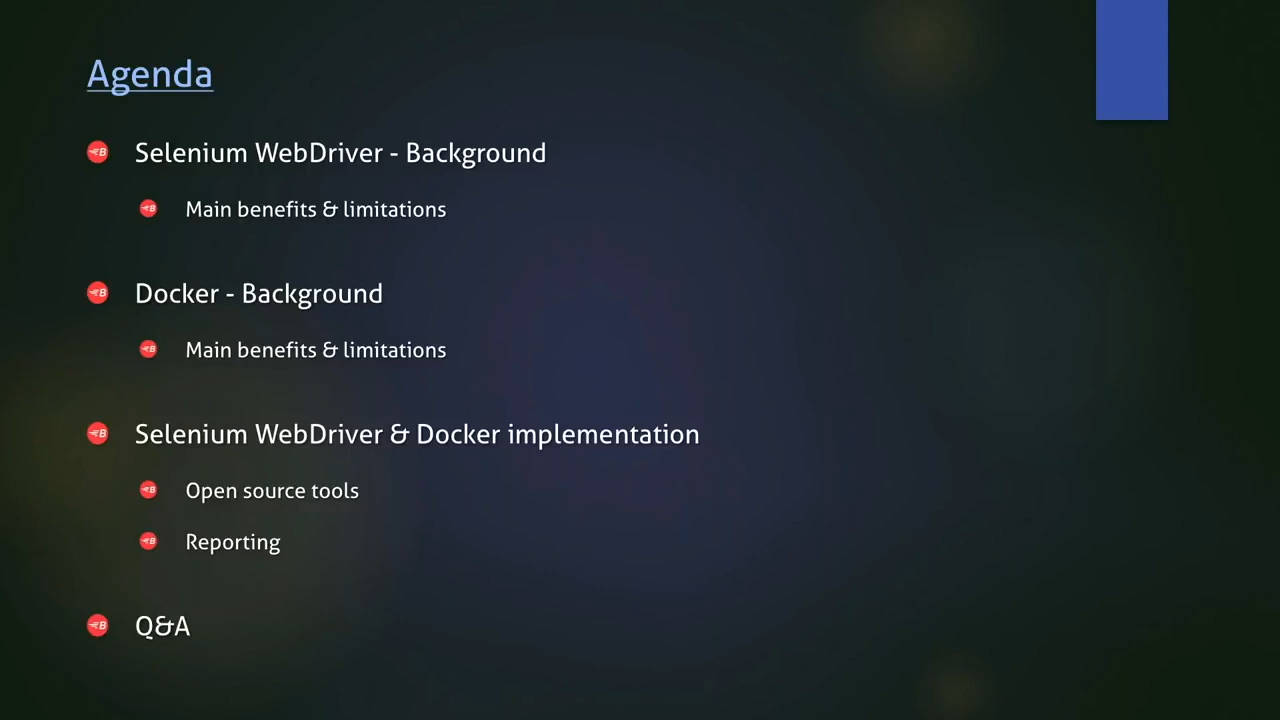 Agenda
Selenium WebDriver - Background
Main benefits & limitations
Docker - Background
Main benefits & limitations
Selenium WebDriver & Docker implementation
Open source tools
Reporting
Q&A